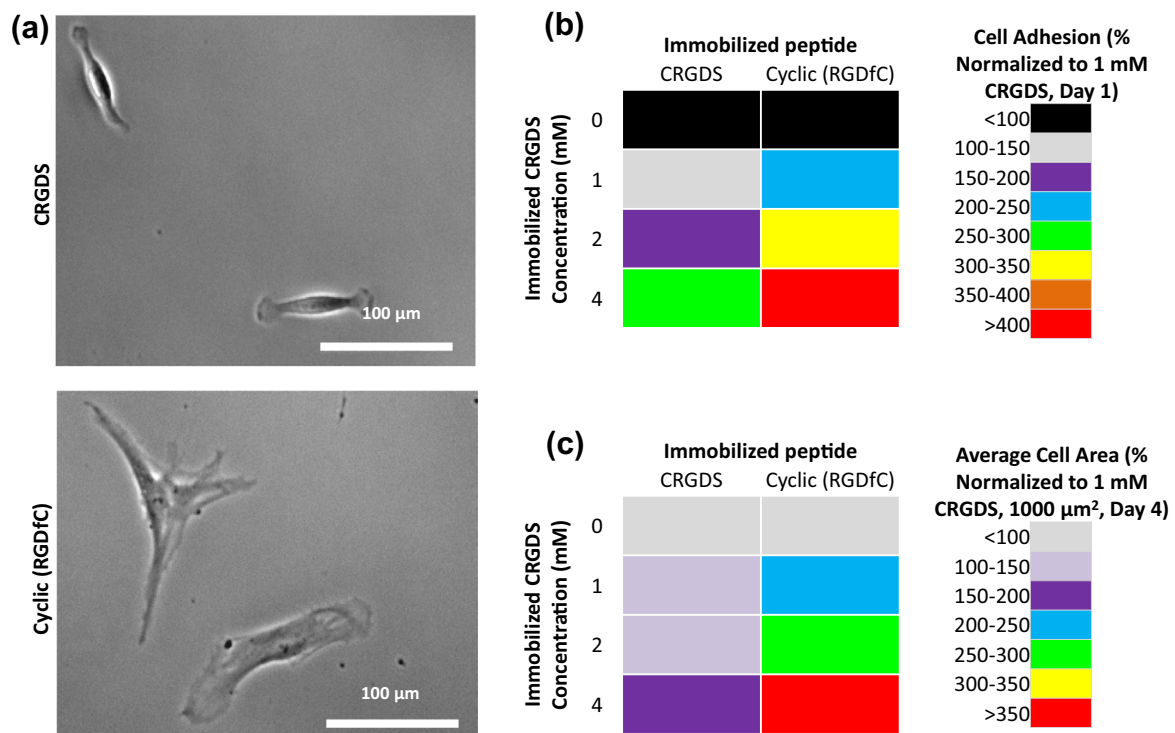 (a)
CRGDS
100 µm
Cyclic (RGDfC)
100 µm
(b)
Immobilized peptide
CRGDS
Cyclic (RGDfC)
Immobilized CRGDS
Concentration (mM)
0
1
2
4
Cell Adhesion (%
Normalized to 1 mM
CRGDS, Day 1)
<100
100-150
150-200
200-250
250-300
300-350
350-400
>400
(c)
Immobilized peptide
CRGDS
Cyclic (RGDfC)
Immobilized CRGDS
Concentration (mM)
0
1
2
4
Average Cell Area (%
Normalized to 1 mM
CRGDS, 1000 µm², Day 4)
<100
100-150
150-200
200-250
250-300
300-350
>350